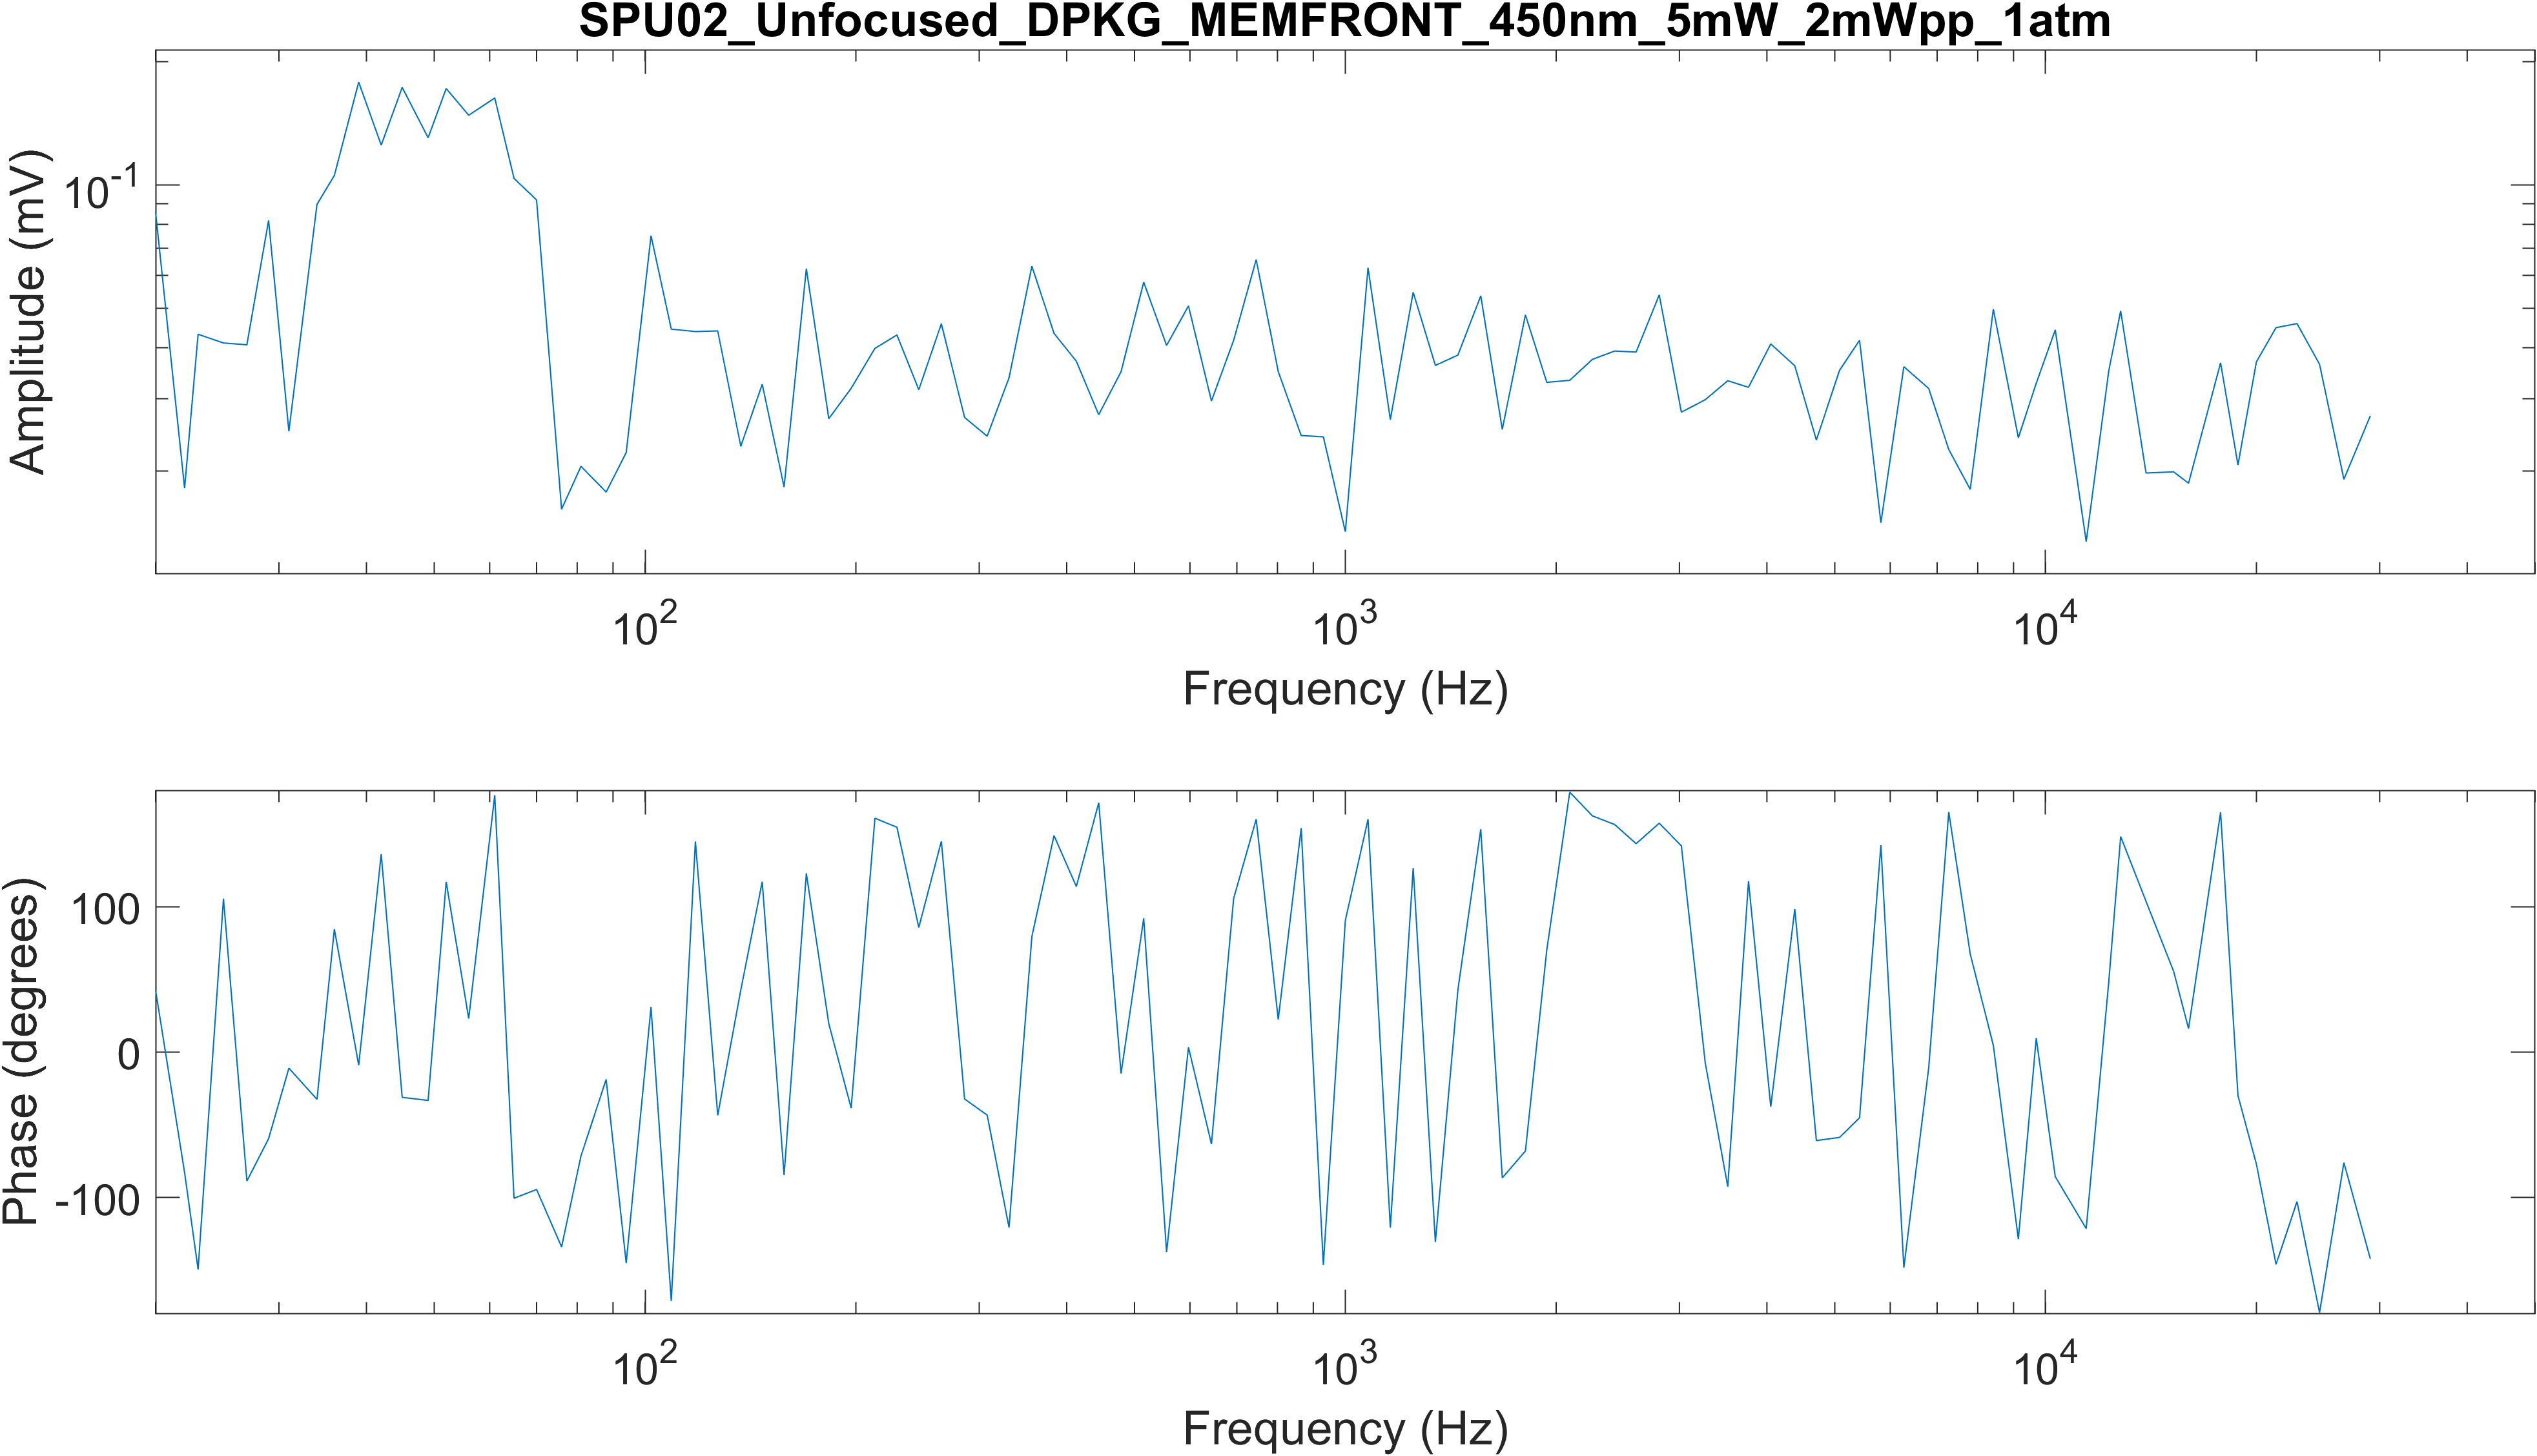 SPU02_Unfocused_DPKG_MEMFRONT_450nm_5mW_2mWpp_1atm
Amplitude (mV)
10^-1
10^2
10^3
10^4
Frequency (Hz)
Phase (degrees)
100
0
-100
10^2
10^3
10^4
Frequency (Hz)